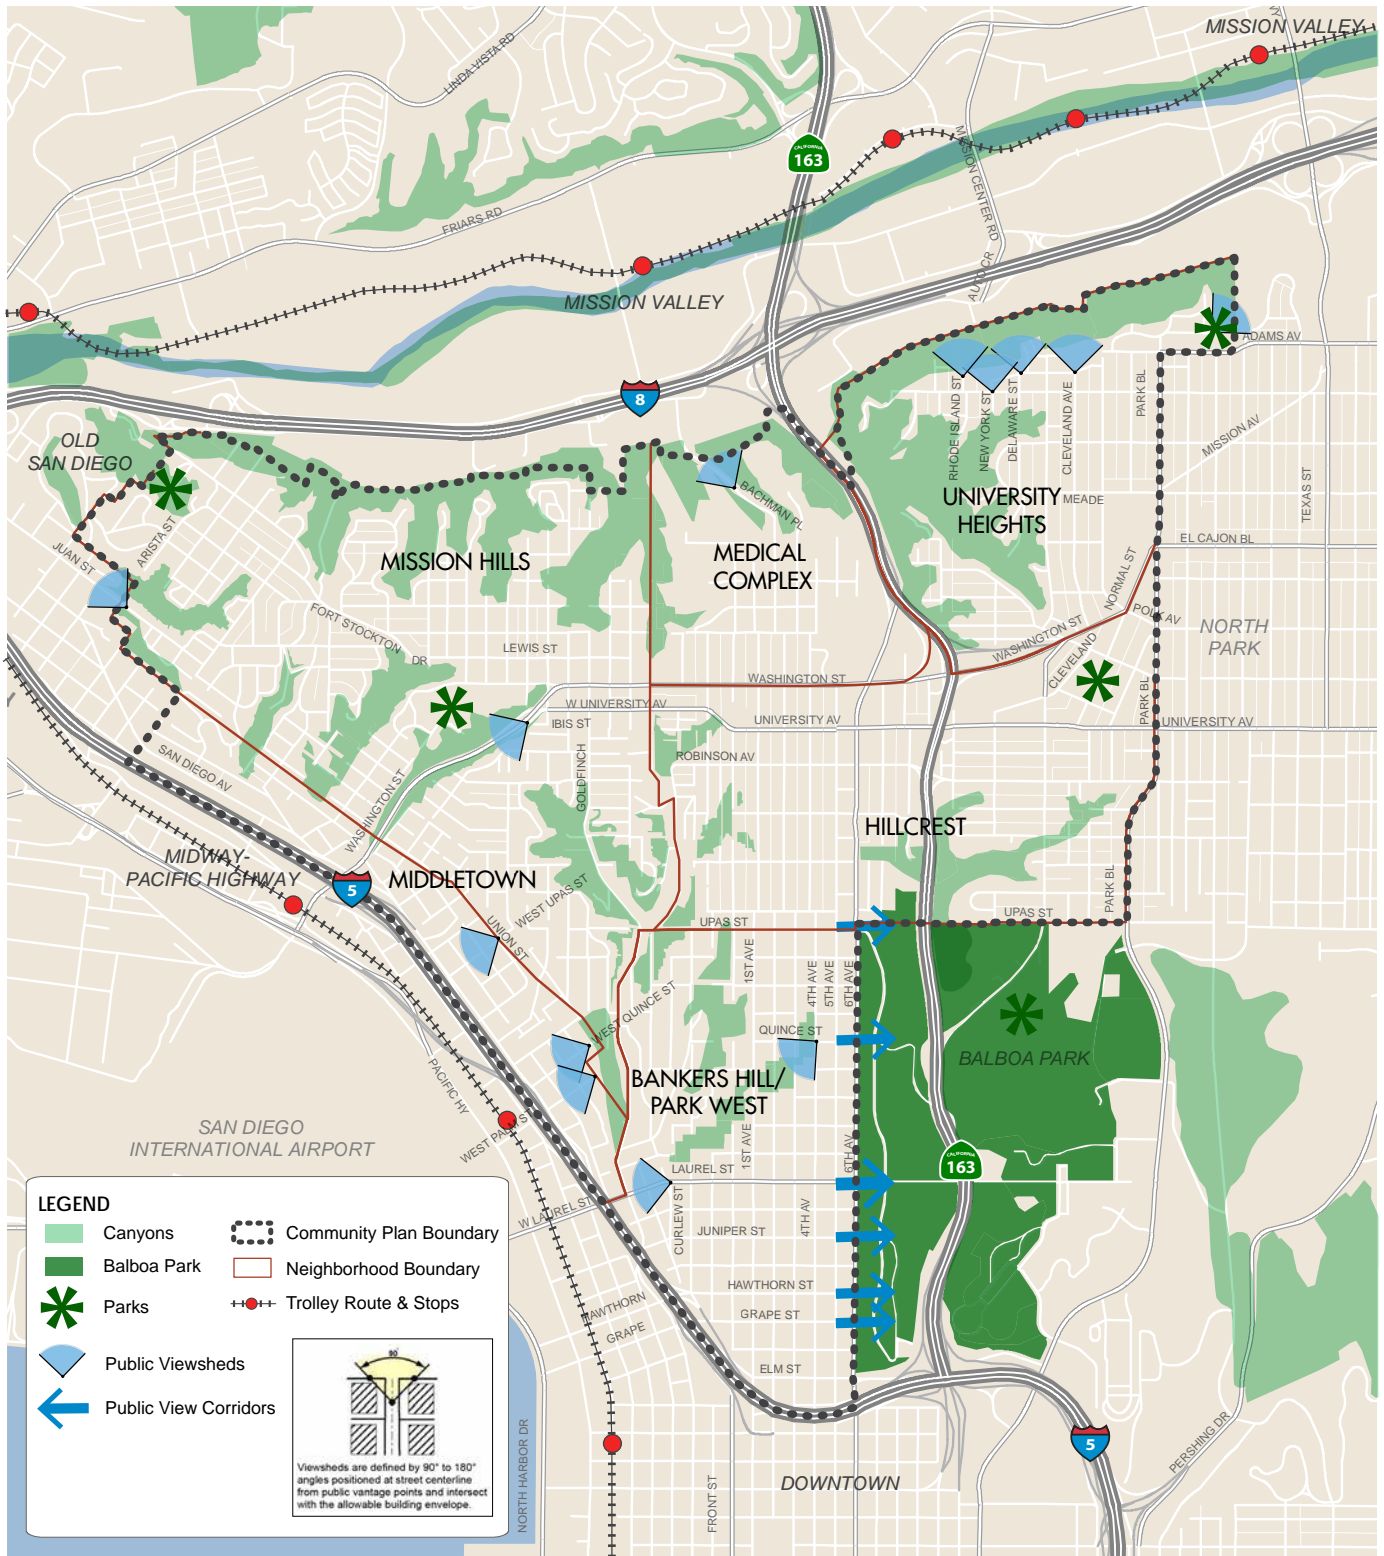 MISSION VALLEY
LINDA VISTA RD
CALIFORNIA
163
MISSION CENTER RD
FRIARS RD
AUTO CR
MISSION VALLEY
ADAMS AV
8
PARK BL
RHODE ISLAND ST
NEW YORK ST
DELAWARE ST
CLEVELAND AVE
MISSION AV
TEXAS ST
OLD
SAN DIEGO
BACHMAN PL
UNIVERSITY
HEIGHTS
MEADE
ARISTA ST
JUAN ST
EL CAJON BL
MISSION HILLS
MEDICAL
COMPLEX
NORMAL ST
FORT STOCKTON
DR
POLK AV
NORTH
PARK
LEWIS ST
WASHINGTON ST
CLEVELAND
WASHINGTON ST
W UNIVERSITY AV
IBIS ST
UNIVERSITY AV
PARK BL
UNIVERSITY AV
SAN DIEGO AV
ROBINSON AV
GOLDFINCH
WASHINGTON ST
HILLCREST
MIDWAY-
PACIFIC HIGHWAY
5
MIDDLETOWN
WEST UPAS ST
PARK BL
UNION ST
UPAS ST
UPAS ST
1ST AVE
4TH AVE
5TH AVE
6TH AVE
WEST QUINCE ST
QUINCE ST
BALBOA PARK
PACIFIC HY
BANKERS HILL/
PARK WEST
SAN DIEGO
INTERNATIONAL AIRPORT
WEST PALM ST
1ST AVE
6TH AV
CALIFORNIA
163
LAUREL ST
W LAUREL ST
CURLEW ST
JUNIPER ST
4TH AV
HAWTHORN ST
GRAPE ST
HAWTHORN
GRAPE
ELM ST
LEGEND
Canyons
Community Plan Boundary
Balboa Park
Neighborhood Boundary
Parks
Trolley Route & Stops
Public Viewsheds
Public View Corridors
90
Viewsheds are defined by 90° to 180°
angles positioned at street centerline
from public vantage points and intersect
with the allowable building envelope.
NORTH HARBOR DR
FRONT ST
DOWNTOWN
5
PERSHING DR